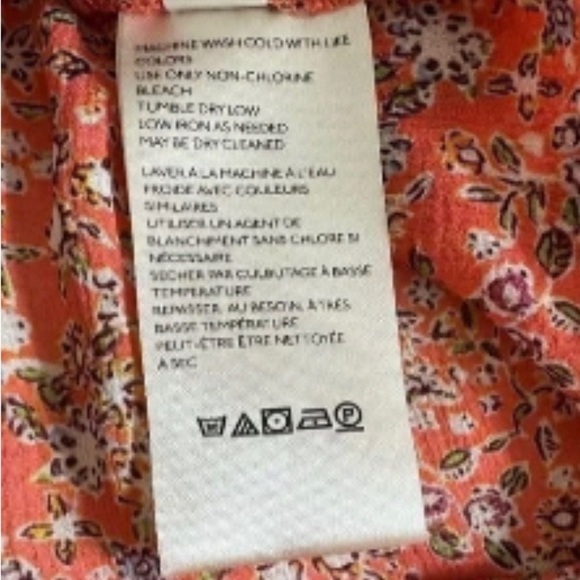 MACHINE WASH COLD WITH LIKE
COLORS
USE ONLY NON-CHLORINE
BLEACH
TUMBLE DRY LOW
LOW IRON AS NEEDED
MAY BE DRY CLEANED
LAVER A LA MACHINE A L'EAU
FROIDE AVEC COULEURS
SIMILAIRES
UTILISER UN AGENT DE
BLANCHIMENT SANS CHLORE SI
NÉCESSAIRE
SECHER PAR CULBUTAGE À BASSE
TEMPERATURE
REPASSER, AU BESOIN, À TRÈS
BASSE TEMPÉRATURE
PEUT-ÊTRE ÊTRE NETTOYÉE
A SEC
P